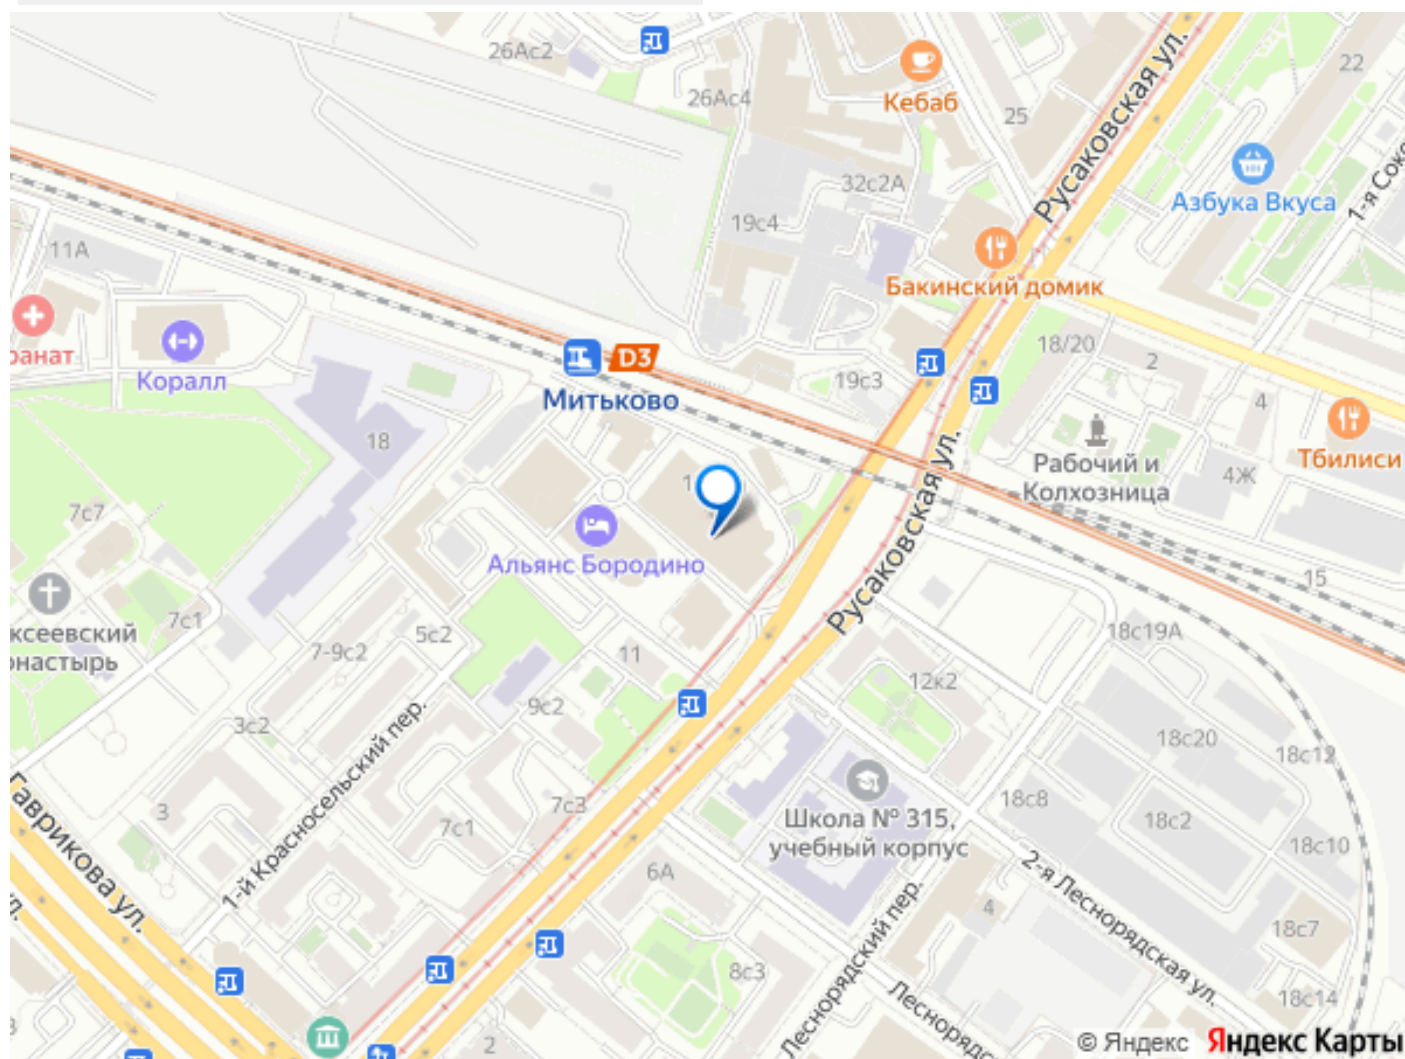 26Ас2
26Ас4
Кебаб
25
22
Русаковская ул.
Азбука Вкуса
32с2А
19с4
11А
Бакинский домик
Коралл
D3
Митьково
19с3
18/20
2
4
Тбилиси
Рабочий и
Колхозница
4Ж
18
7с7
Альянс Бородино
Русаковская ул.
15
7с1
5с2
7-9с2
11
9с2
3с2
12к2
18с19А
18с20
18с12
3
7с1
7с3
1-й Красносельский пер.
Гаврикова ул.
Школа № 315,
учебный корпус
18с8
18с2
18с10
6А
4
2-я Леснорядская ул.
18с7
8с3
Леснорядский пер.
18с14
2
© Яндекс Яндекс Карты